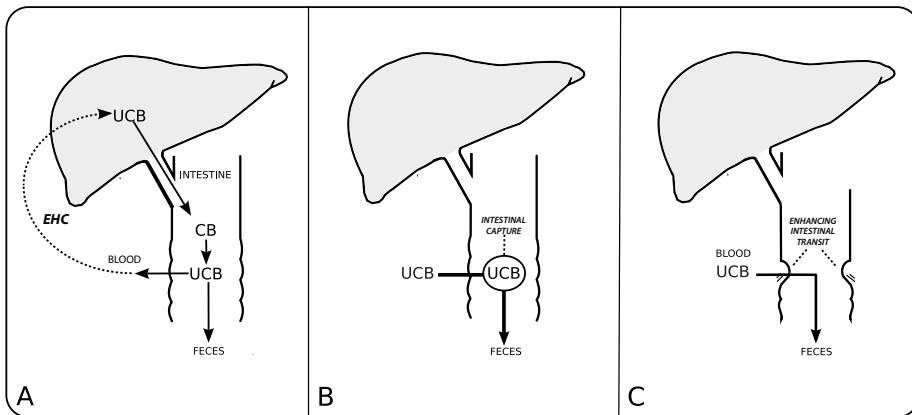 UCB
INTESTINE
EHC
CB
BLOOD
UCB
FECES
A
INTESTINAL
CAPTURE
UCB
UCB
FECES
B
ENHANCING
INTESTINAL
TRANSIT
BLOOD
UCB
FECES
C